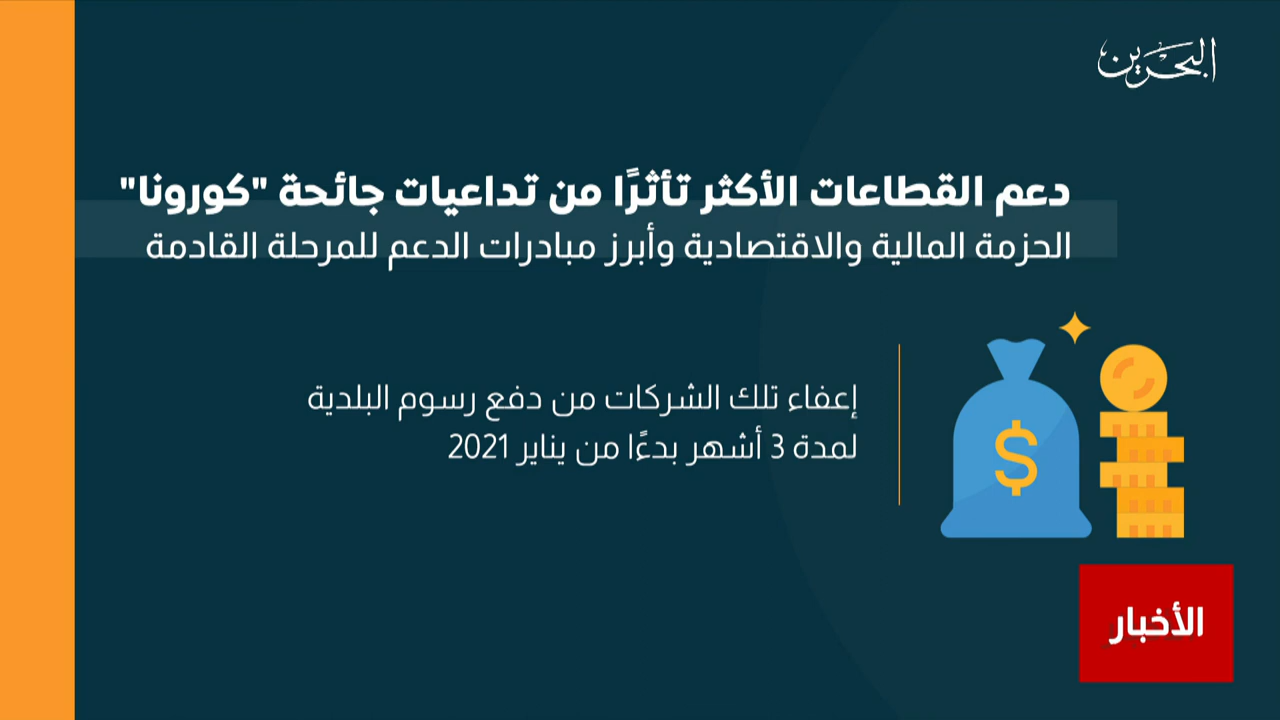 البحرين
دعم القطاعات الأكثر تأثرًا من تداعيات جائحة "كورونا"
الحزمة المالية والاقتصادية وأبرز مبادرات الدعم للمرحلة القادمة
إعفاء تلك الشركات من دفع رسوم البلدية
لمدة 3 أشهر بدءًا من يناير 2021
$
الأخبار